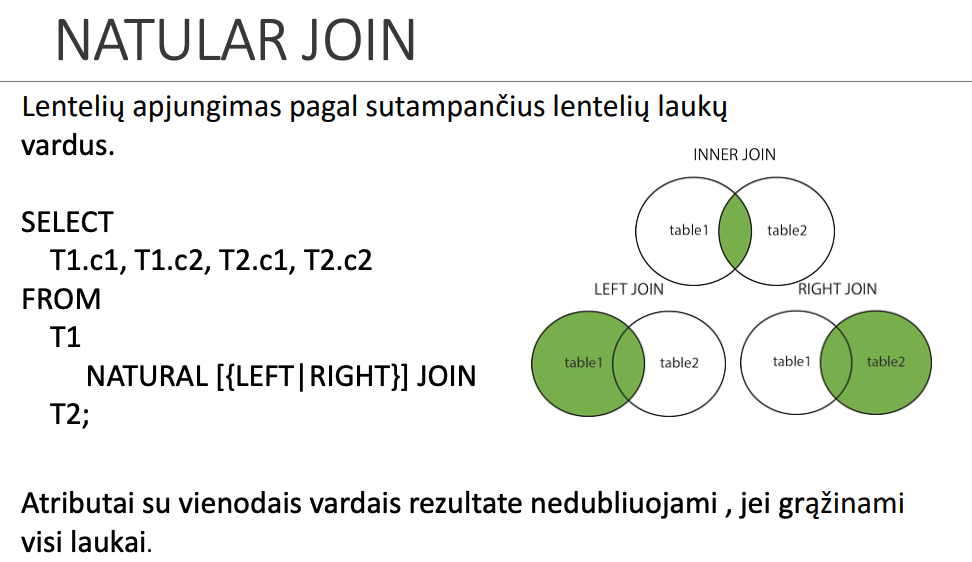 NATULAR JOIN
Lentelių apjungimas pagal sutampančius lentelių laukų
vardus.
SELECT
T1.c1, T1.c2, T2.c1, T2.c2
FROM
T1
NATURAL [{LEFT|RIGHT}] JOIN
T2;
INNER JOIN
table1
table2
LEFT JOIN
RIGHT JOIN
table1
table2
table1
table2
Atributai su vienodais vardais rezultate nedubliuojami , jei grąžinami
visi laukai.